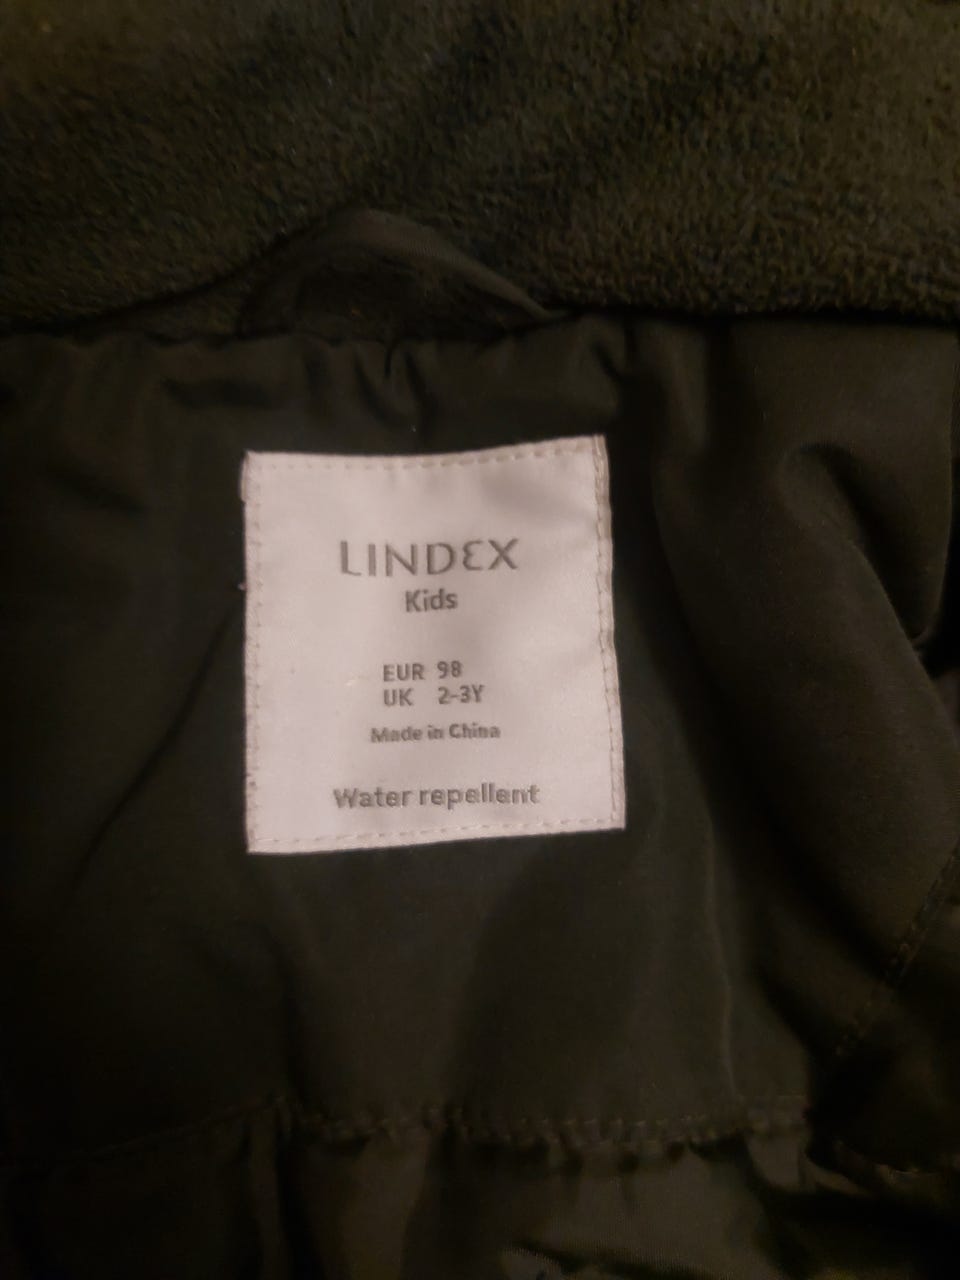 LINDEX
Kids
EUR 98
UK 2-3Y
Made in China
Water repellent